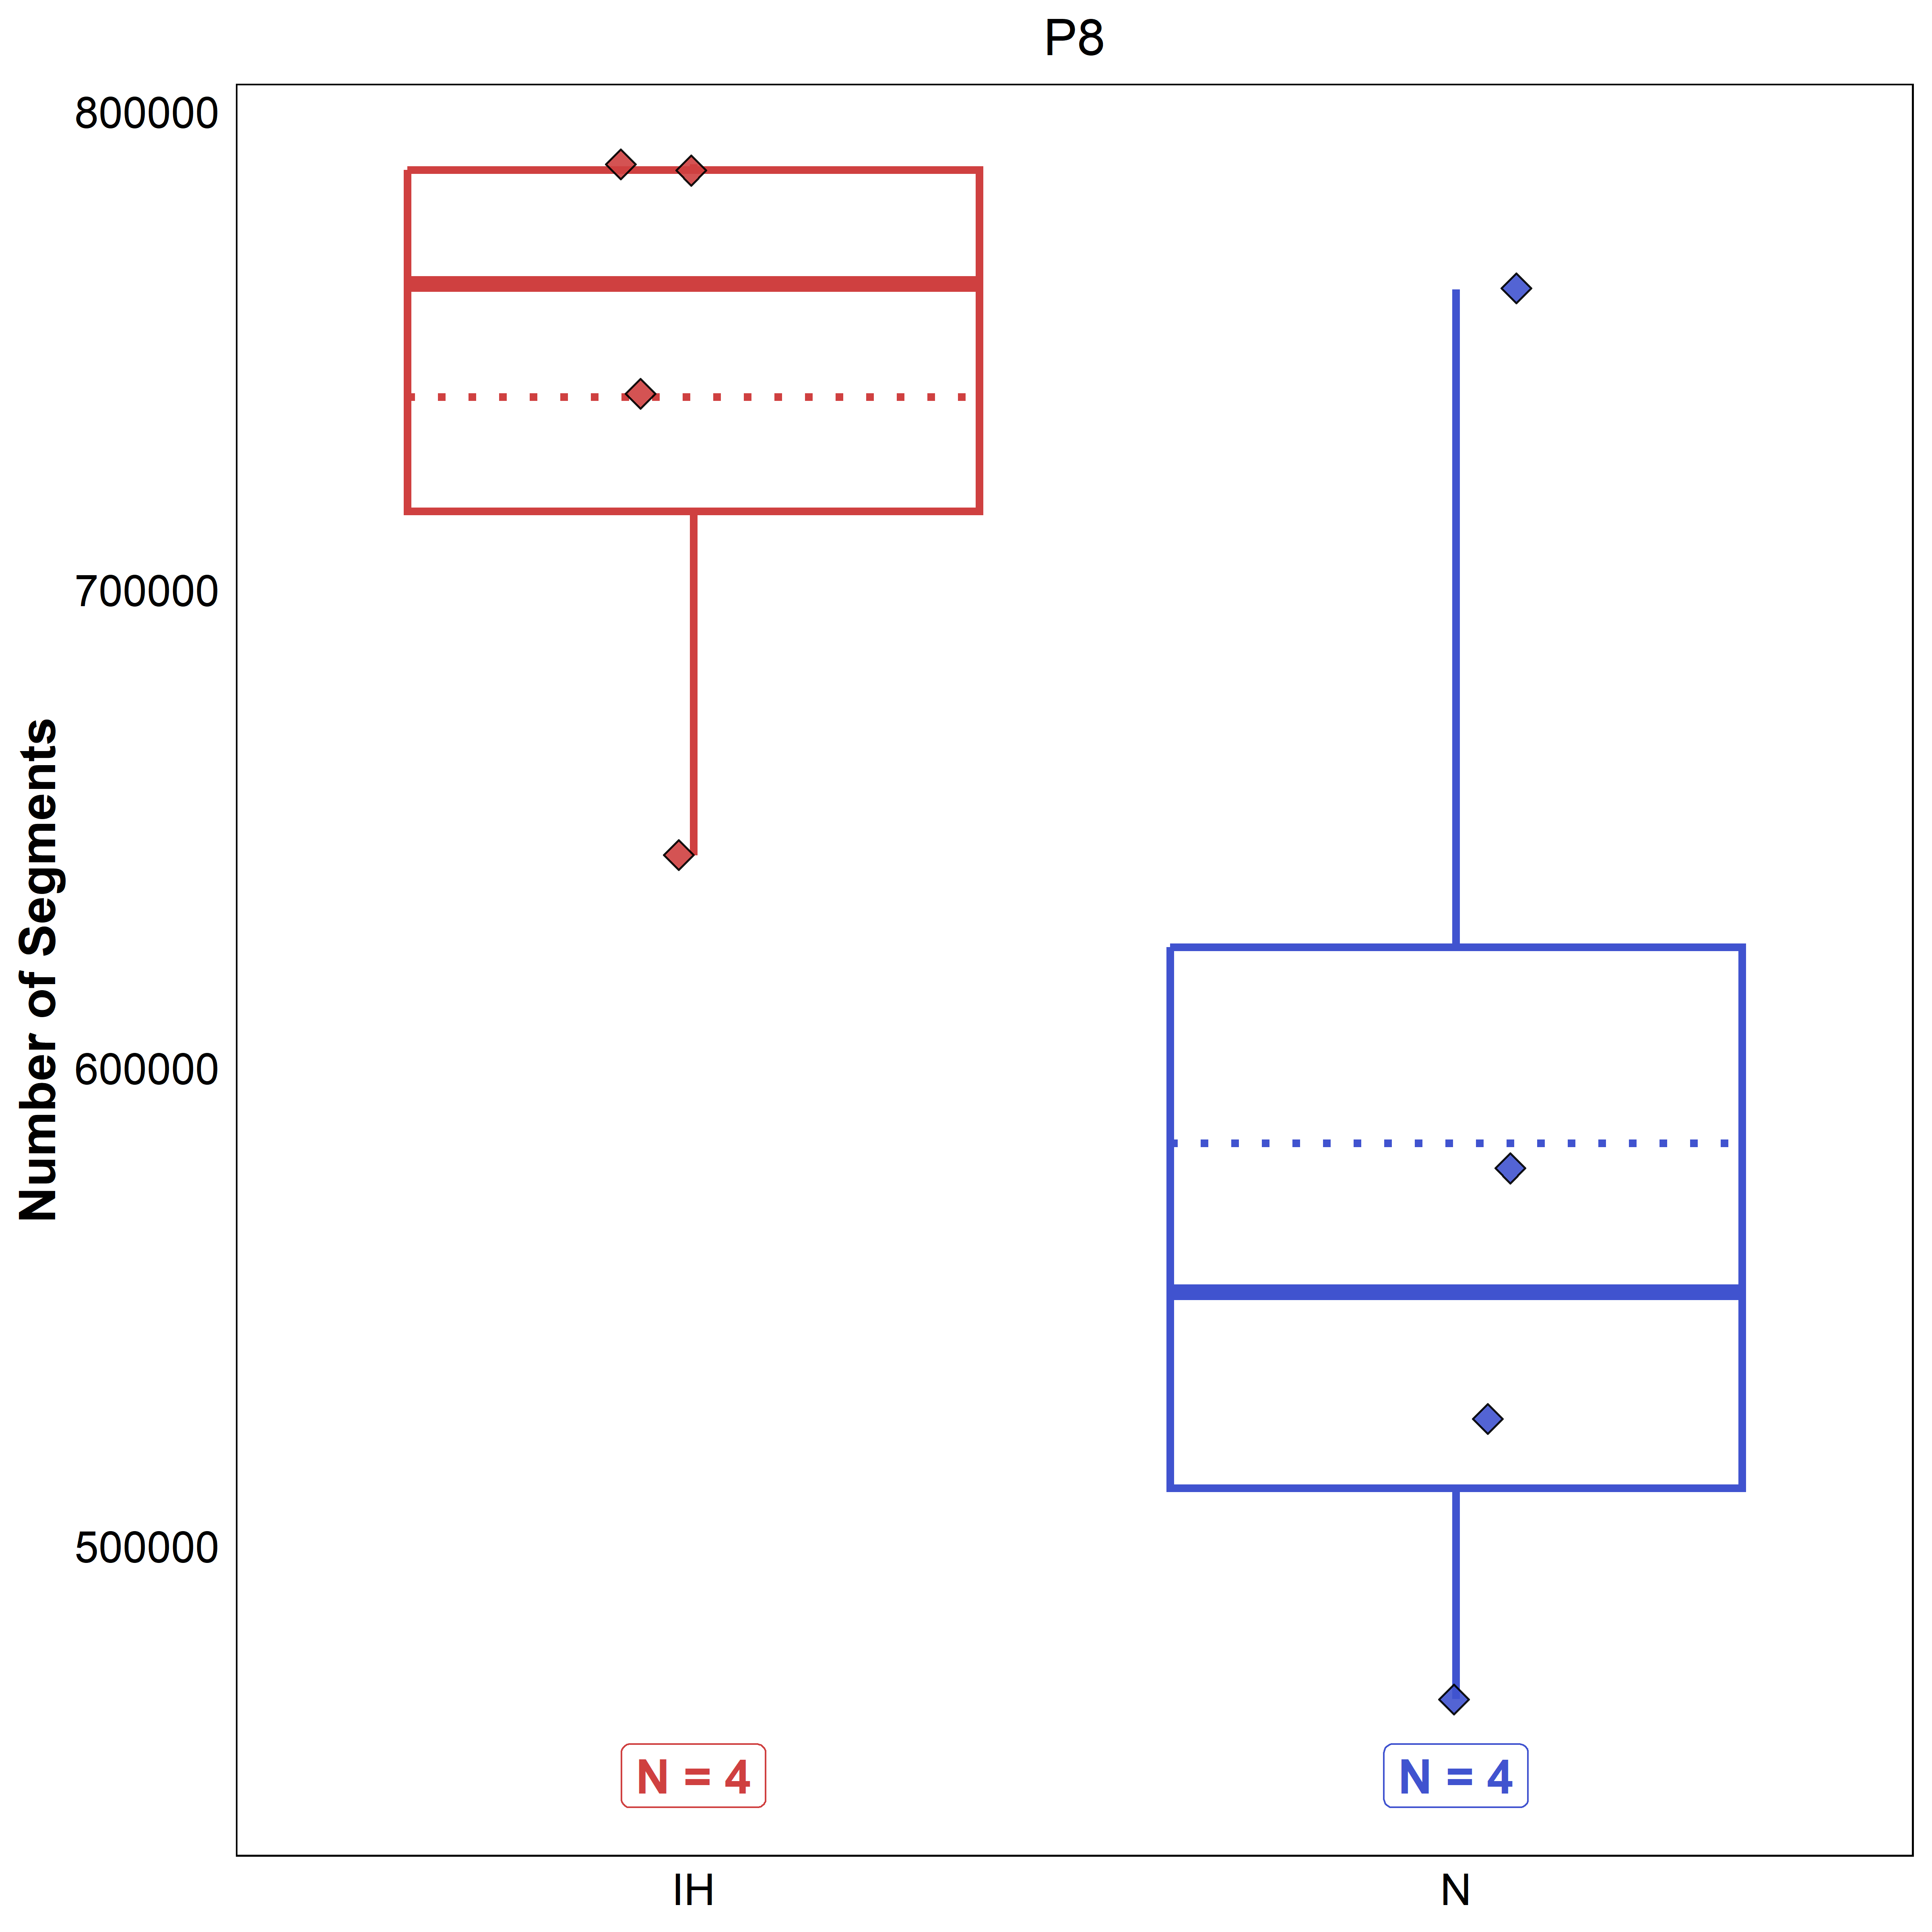 P8
800000
700000
600000
500000
Number of Segments
N = 4
N = 4
IH
N